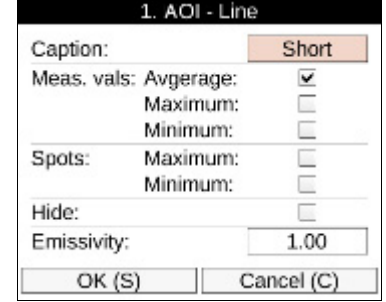 1. AOI - Line
Caption: Short
Meas. vals: Avgerage:
Maximum:
Minimum:
Spots: Maximum:
Minimum:
Hide:
Emissivity: 1.00
OK (S) Cancel (C)